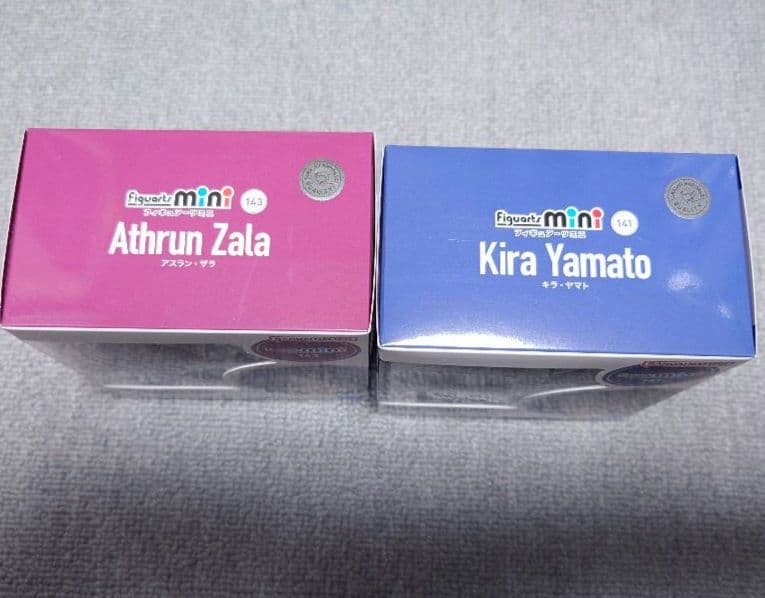 Figuarts mini 143
フィギュアーツミニ
Athrun Zala
アスラン・ザラ
Figuarts mini 141
フィギュアーツミニ
Kira Yamato
キラ・ヤマト